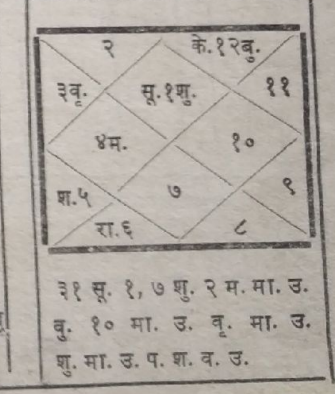 २ के.१२बु.
३वृ. सू.१शु. ११
४म. १०
श.५ ७ ९
रा.६ ८
३१ सू. १, ७ शु. २ म. मा. उ.
वु. १० मा. उ. वृ. मा. उ.
शु. मा. उ. प. श. व. उ.